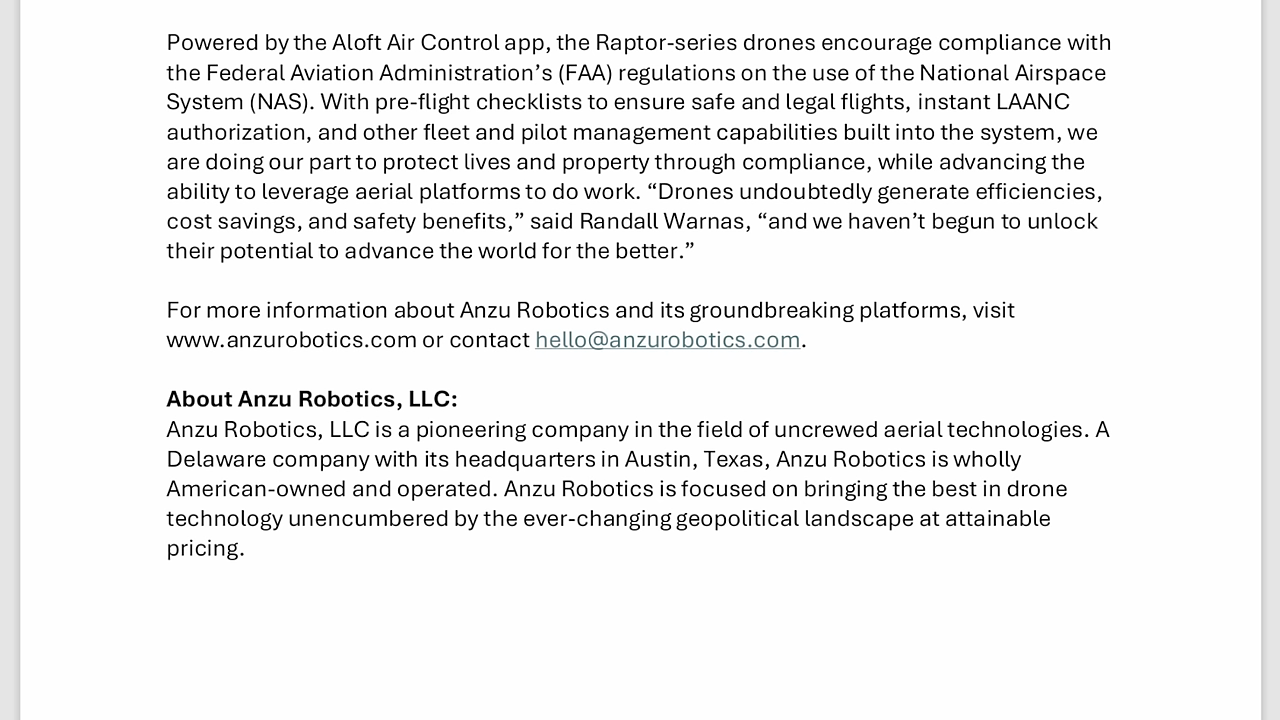 Powered by the Aloft Air Control app, the Raptor-series drones encourage compliance with
the Federal Aviation Administration’s (FAA) regulations on the use of the National Airspace
System (NAS). With pre-flight checklists to ensure safe and legal flights, instant LAANC
authorization, and other fleet and pilot management capabilities built into the system, we
are doing our part to protect lives and property through compliance, while advancing the
ability to leverage aerial platforms to do work. “Drones undoubtedly generate efficiencies,
cost savings, and safety benefits,” said Randall Warnas, “and we haven’t begun to unlock
their potential to advance the world for the better.”
For more information about Anzu Robotics and its groundbreaking platforms, visit
www.anzurobotics.com or contact hello@anzurobotics.com.
About Anzu Robotics, LLC:
Anzu Robotics, LLC is a pioneering company in the field of uncrewed aerial technologies. A
Delaware company with its headquarters in Austin, Texas, Anzu Robotics is wholly
American-owned and operated. Anzu Robotics is focused on bringing the best in drone
technology unencumbered by the ever-changing geopolitical landscape at attainable
pricing.